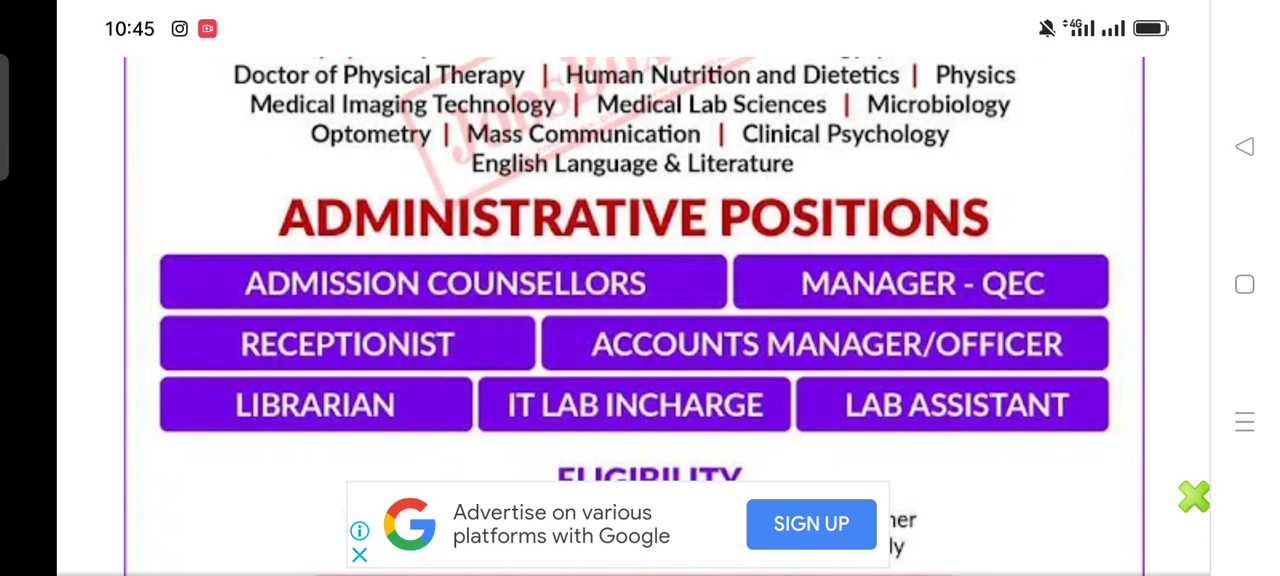 10:45
4G
Doctor of Physical Therapy | Human Nutrition and Dietetics | Physics
Medical Imaging Technology | Medical Lab Sciences | Microbiology
Optometry | Mass Communication | Clinical Psychology
English Language & Literature
ADMINISTRATIVE POSITIONS
ADMISSION COUNSELLORS MANAGER - QEC
RECEPTIONIST ACCOUNTS MANAGER/OFFICER
LIBRARIAN IT LAB INCHARGE LAB ASSISTANT
ELIGIBILITY
Advertise on various
platforms with Google
SIGN UP